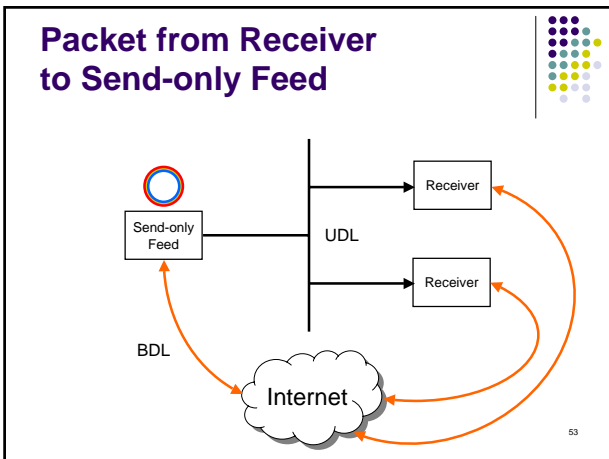 Packet from Receiver
to Send-only Feed
Receiver
Send-only
Feed
UDL
Receiver
BDL
Internet
53